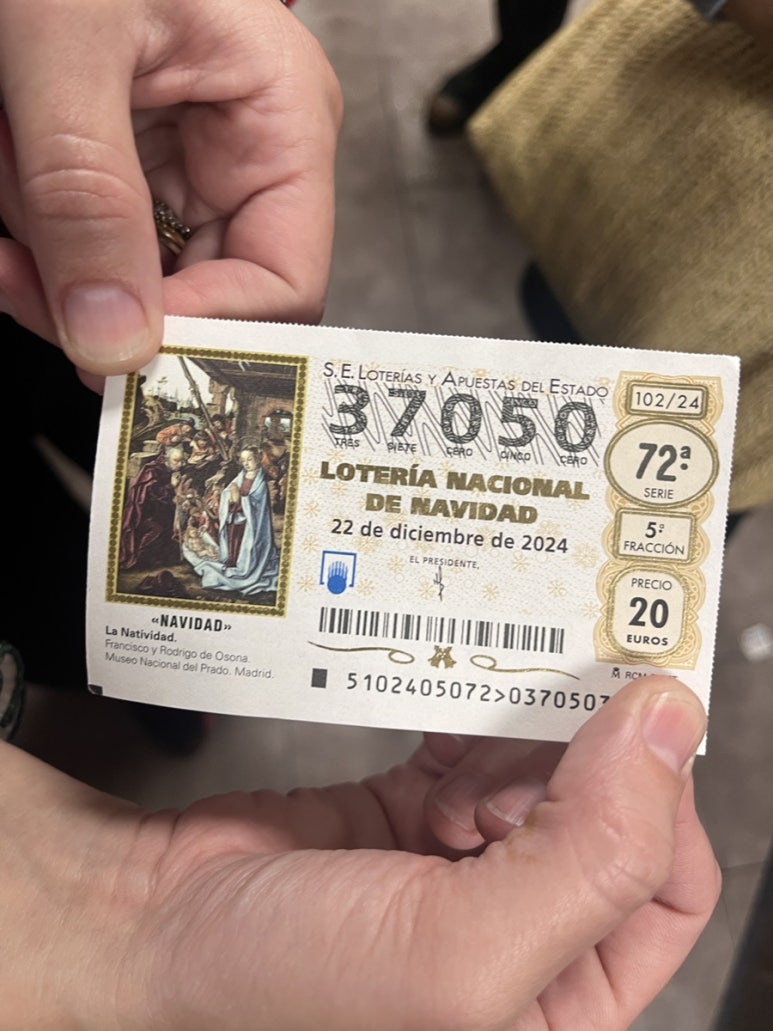 S. E. LOTERÍAS Y APUESTAS DEL ESTADO
37050
TRES SIETE CERO CINCO CERO
LOTERÍA NACIONAL
DE NAVIDAD
22 de diciembre de 2024
EL PRESIDENTE,
102/24
72ª
SERIE
5ª
FRACCIÓN
PRECIO
20
EUROS
«NAVIDAD»
La Natividad.
Francisco y Rodrigo de Osona.
Museo Nacional del Prado. Madrid.
5102405072>0370507